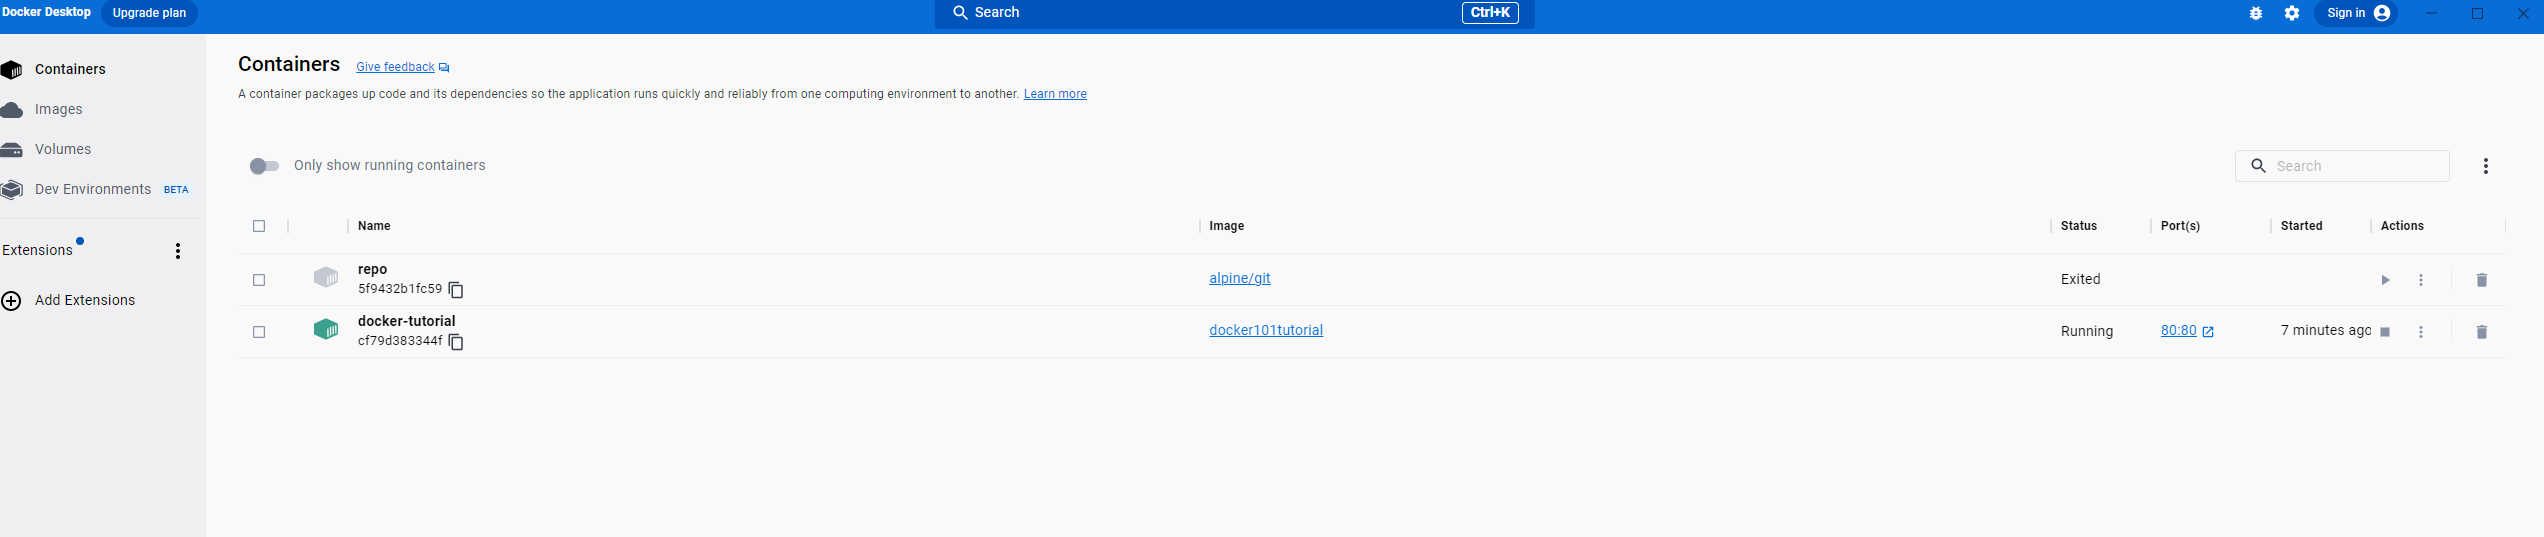 Docker Desktop Upgrade plan Search Ctrl+K Sign in
Containers
Images
Volumes
Dev Environments BETA
Extensions
Add Extensions
Containers Give feedback
A container packages up code and its dependencies so the application runs quickly and reliably from one computing environment to another. Learn more
Only show running containers Search
Name Image Status Port(s) Started Actions
repo
5f9432b1fc59 alpine/git Exited
docker-tutorial
cf79d383344f docker101tutorial Running 80:80 7 minutes ago